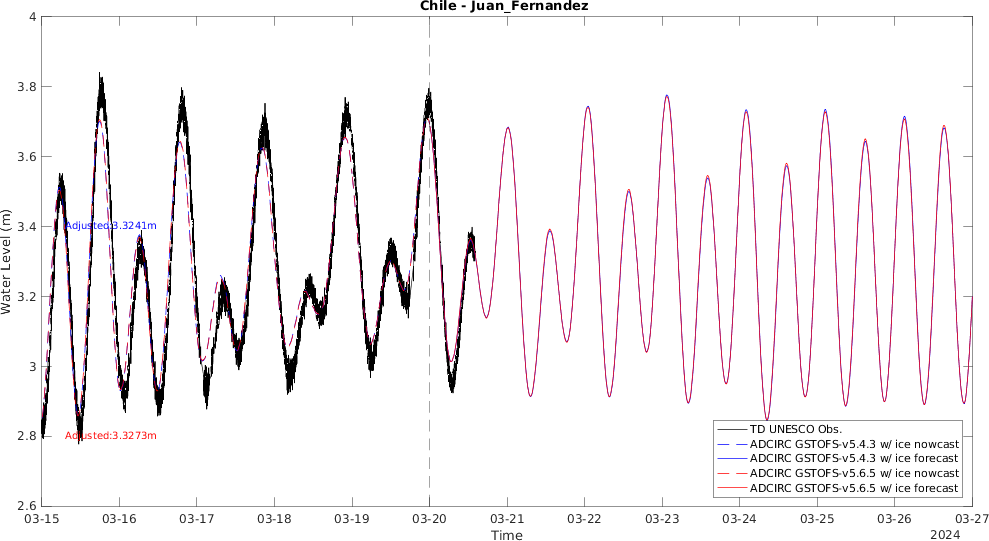 Chile - Juan_Fernandez
4
3.8
3.6
3.4
3.2
3
2.8
2.6
Water Level (m)
Adjusted:3.3241m
Adjusted:3.3273m
TD UNESCO Obs.
ADCIRC GSTOFS-v5.4.3 w/ ice nowcast
ADCIRC GSTOFS-v5.4.3 w/ ice forecast
ADCIRC GSTOFS-v5.6.5 w/ ice nowcast
ADCIRC GSTOFS-v5.6.5 w/ ice forecast
03-15 03-16 03-17 03-18 03-19 03-20 03-21 03-22 03-23 03-24 03-25 03-26 03-27
Time
2024